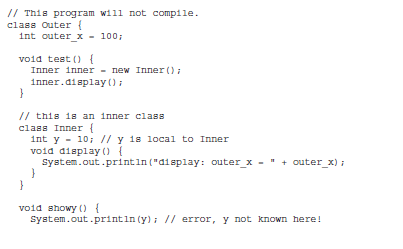 // This program will not compile.
class Outer {
  int outer_x = 100;

  void test() {
    Inner inner = new Inner();
    inner.display();
  }

  // this is an inner class
  class Inner {
    int y = 10; // y is local to Inner
    void display() {
      System.out.println("display: outer_x = " + outer_x);
    }
  }

  void showy() {
    System.out.println(y); // error, y not known here!